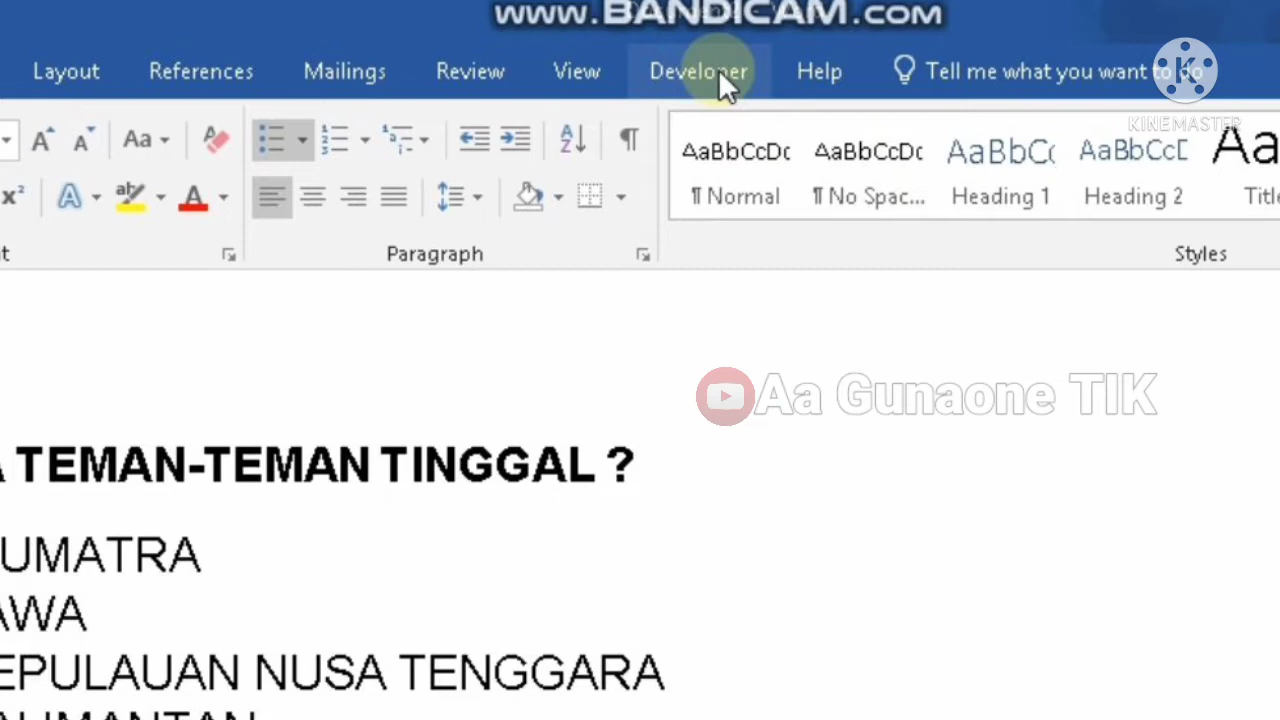 www.BANDICAM.com
Layout References Mailings Review View Developer Help Tell me what you want to do
KINEMASTER
Aa
AaBbCcDc AaBbCcDc AaBbC( AaBbCcE Aa
¶ Normal ¶ No Spac... Heading 1 Heading 2 Title
Paragraph Styles
Aa Gunaone TIK
TEMAN-TEMAN TINGGAL ?
UMATRA
AWA
EPULAUAN NUSA TENGGARA